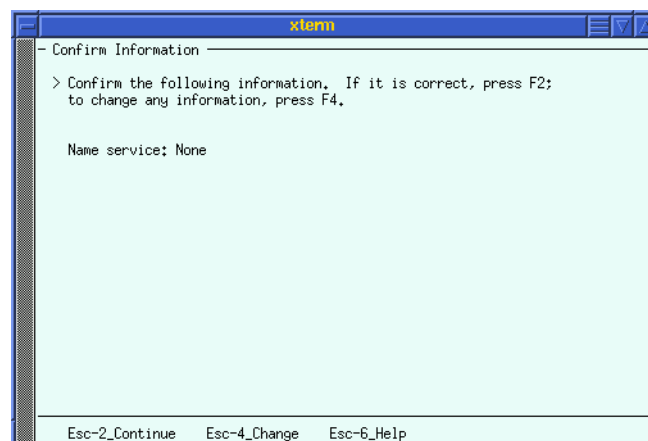 xterm
Confirm Information
> Confirm the following information. If it is correct, press F2;
to change any information, press F4.
Name service: None
Esc-2_Continue Esc-4_Change Esc-6_Help